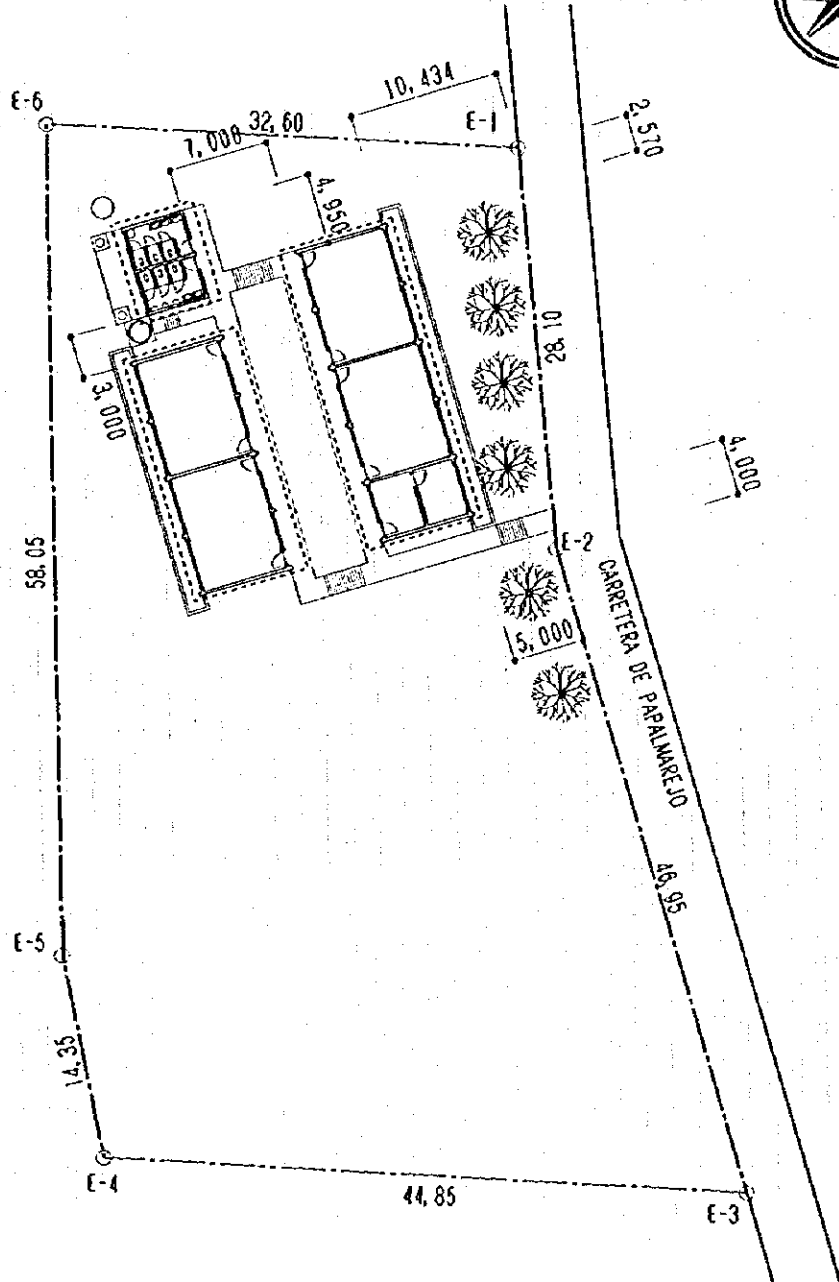 E-6
32,60
10,434
E-1
2,570
7,000
4,950
28,10
3,000
4,000
58,05
E-2
5,000
CARRETERA DE PAPALMAREJO
46,95
E-5
14,35
E-4
44,85
E-3